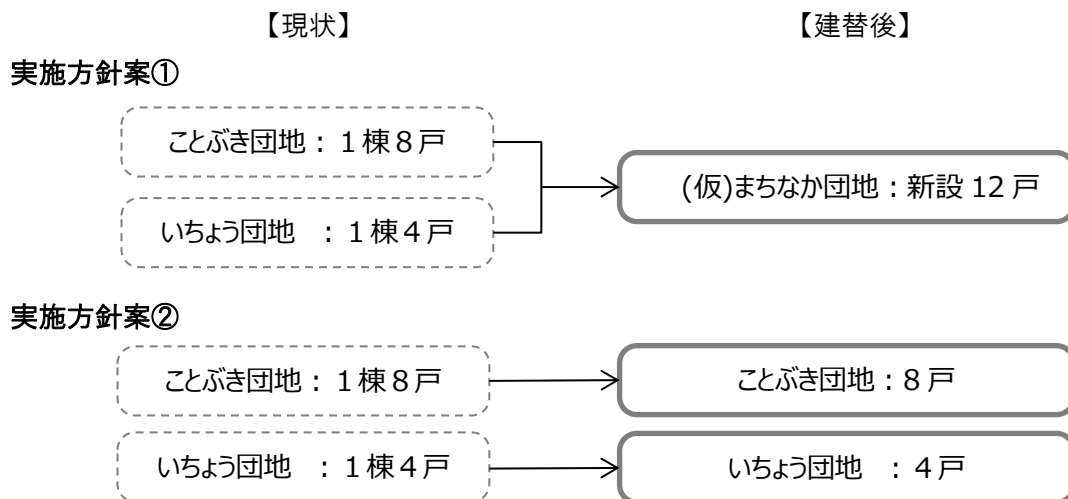 【現状】 【建替後】
実施方針案①
ことぶき団地：１棟８戸
(仮)まちなか団地：新設 12 戸
いちょう団地　：１棟４戸
実施方針案②
ことぶき団地：１棟８戸 ことぶき団地：８戸
いちょう団地　：１棟４戸 いちょう団地　：４戸